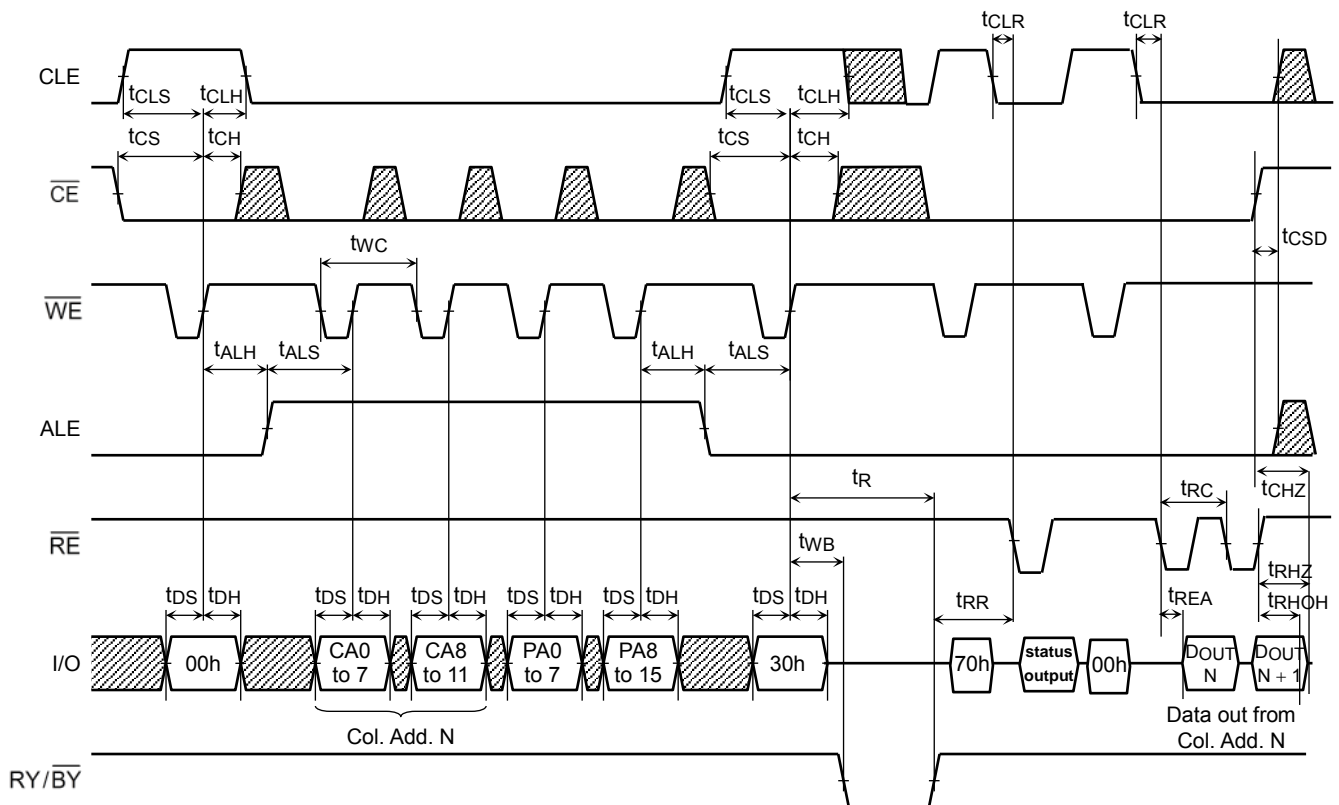 tCLR tCLR
CLE
tCLS tCLH tCLS tCLH
tCS tCH tCS tCH
CE
tWC tCSD
WE
tALH tALS tALH tALS
ALE
tR tRC tCHZ
RE
tWB
tDS tDH tDS tDH tDS tDH tDS tDH tDS tDH tDS tDH tRR tREA tRHZ
tRHOH
I/O 00h CA0 to 7 CA8 to 11 PA0 to 7 PA8 to 15 30h 70h status output 00h DOUT N DOUT N + 1
Col. Add. N
Data out from
Col. Add. N
RY/BY